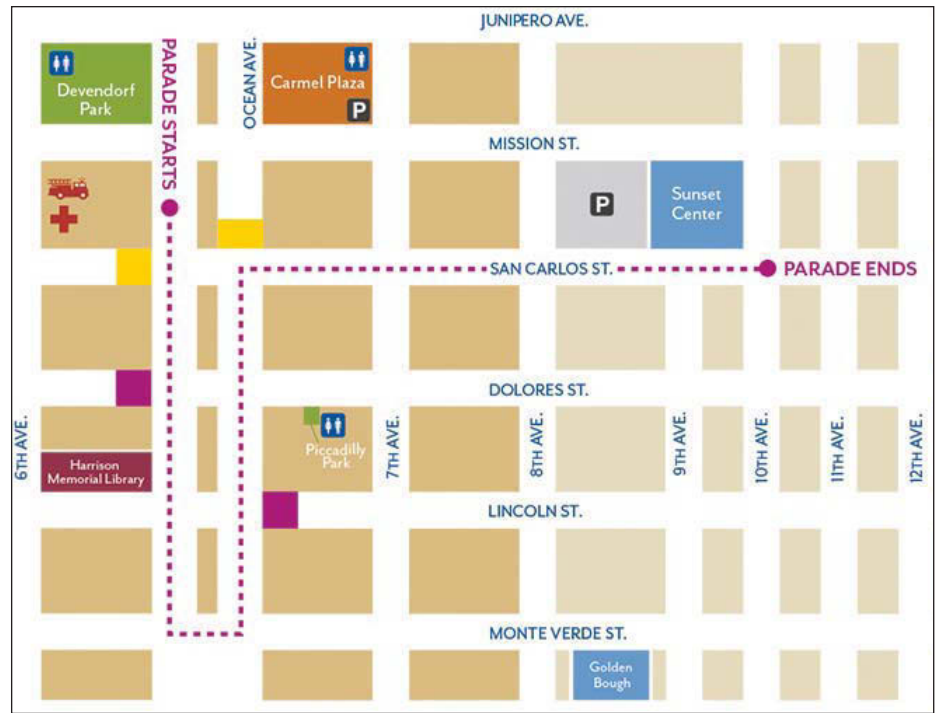 JUNIPERO AVE.
PARADE STARTS
OCEAN AVE.
Devendorf
Park
Carmel Plaza
P
MISSION ST.
P
Sunset
Center
SAN CARLOS ST.
PARADE ENDS
DOLORES ST.
6TH AVE.
Piccadilly
Park
7TH AVE.
8TH AVE.
9TH AVE.
10TH AVE.
11TH AVE.
12TH AVE.
Harrison
Memorial Library
LINCOLN ST.
MONTE VERDE ST.
Golden
Bough